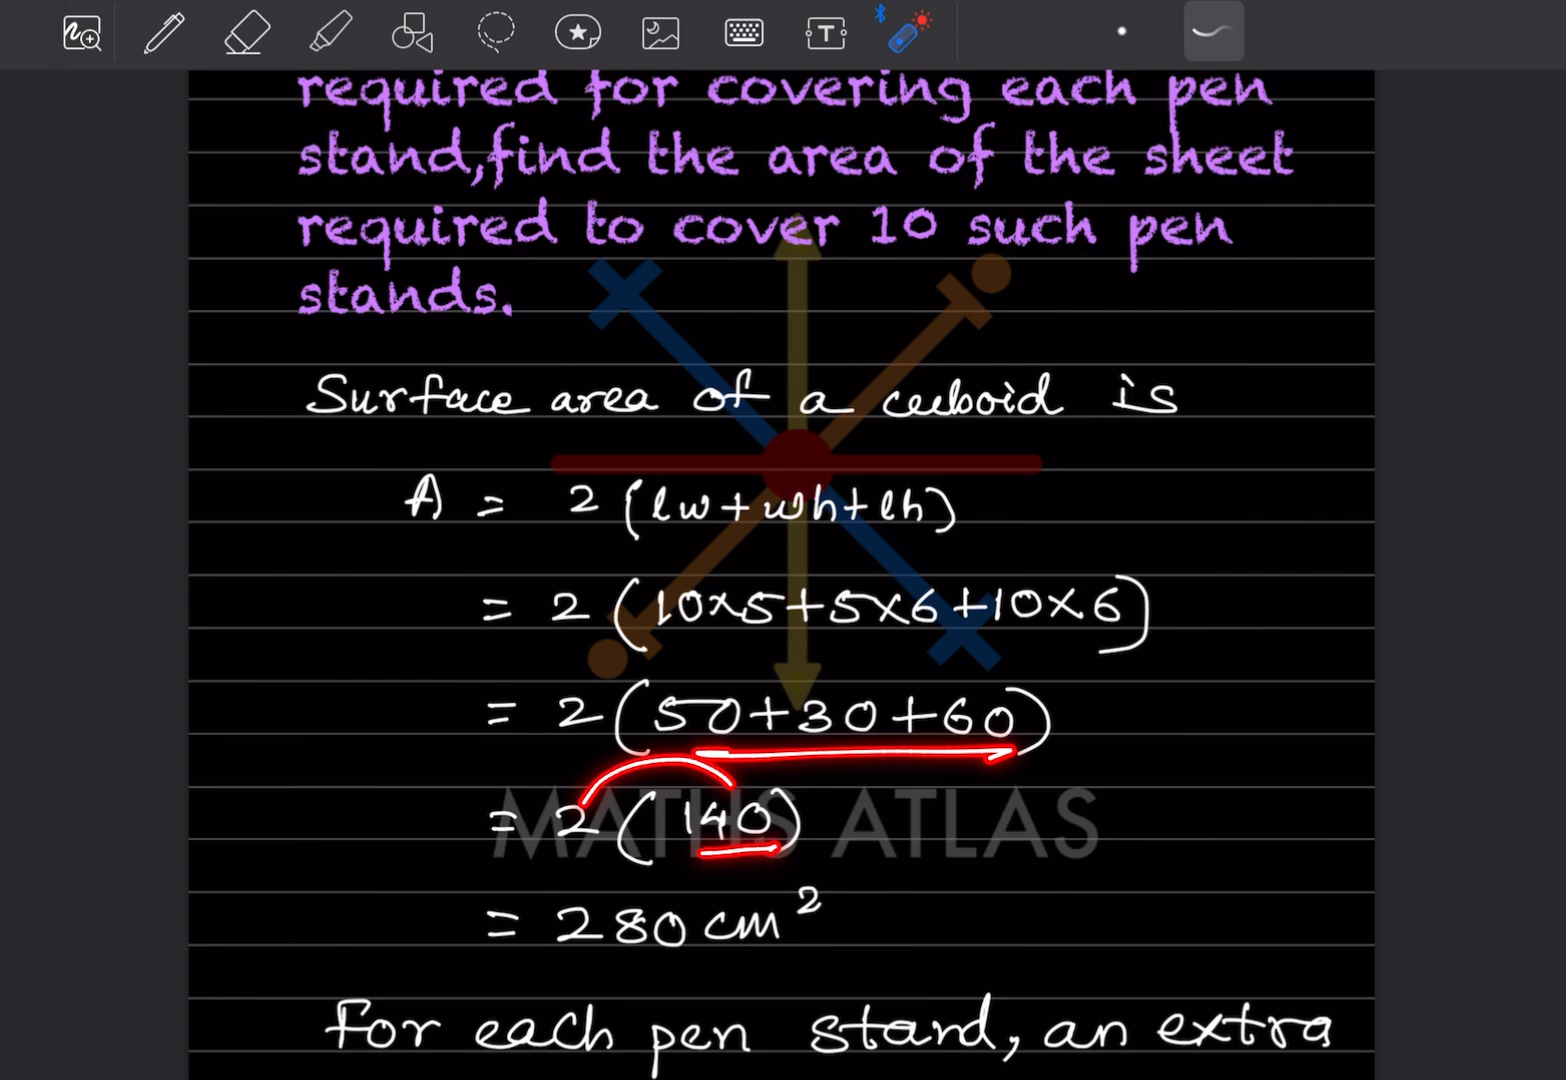 required for covering each pen
stand,find the area of the sheet
required to cover 10 such pen
stands.
Surface area of a cuboid is
A = 2 (lw+wh+lh)
= 2 (10×5+5×6+10×6)
= 2 (50+30+60)
= 2 (140)
MATHS ATLAS
= 280 cm²
For each pen stand, an extra